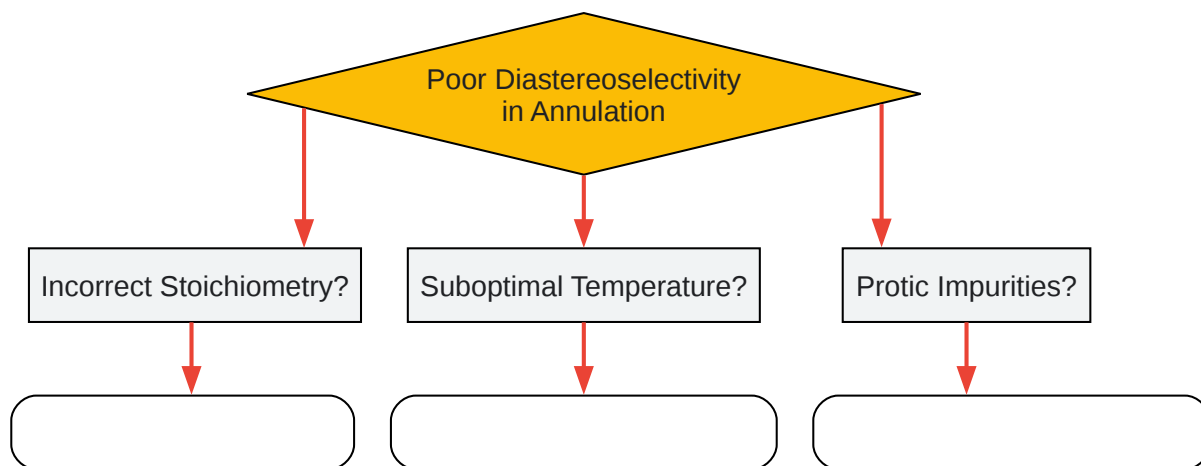 Poor Diastereoselectivity
in Annulation
Incorrect Stoichiometry?
Suboptimal Temperature?
Protic Impurities?